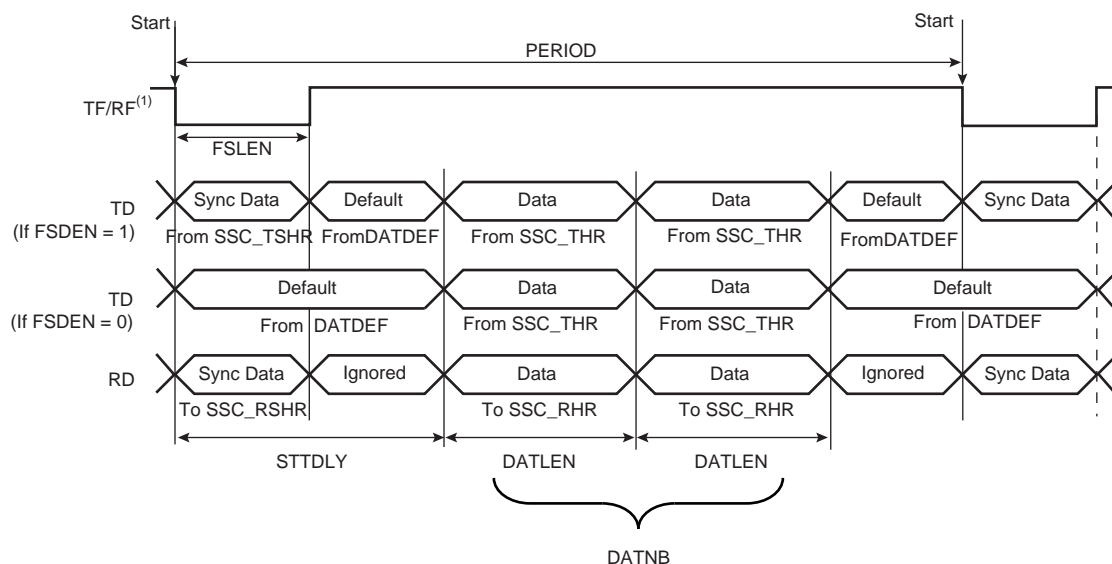 Start
Start
PERIOD
TF/RF(1)
FSLEN
TD
(If FSDEN = 1)
Sync Data
Default
Data
Data
Default
Sync Data
From SSC_TSHR
FromDATDEF
From SSC_THR
From SSC_THR
FromDATDEF
TD
(If FSDEN = 0)
Default
Data
Data
Default
From DATDEF
From SSC_THR
From SSC_THR
From DATDEF
RD
Sync Data
Ignored
Data
Data
Ignored
Sync Data
To SSC_RSHR
To SSC_RHR
To SSC_RHR
STTDLY
DATLEN
DATLEN
DATNB